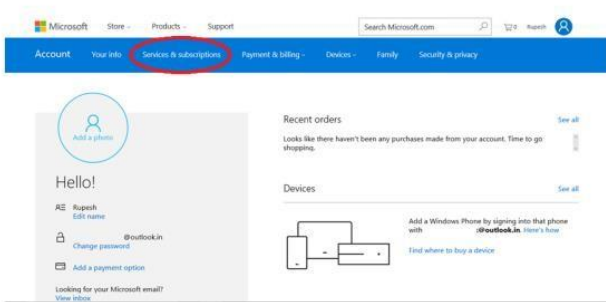 Microsoft Store Products Support Search Microsoft.com 0 Rupesh
Account Your info Services & subscriptions Payment & billing Devices Family Security & privacy
Add a photo
Hello!
Rupesh
Edit name
@outlook.in
Change password
Add a payment option
Looking for your Microsoft email?
View inbox
Recent orders See all
Looks like there haven't been any purchases made from your account. Time to go
shopping.
Devices See all
Add a Windows Phone by signing into that phone
with :@outlook.in. Here's how
Find where to buy a device